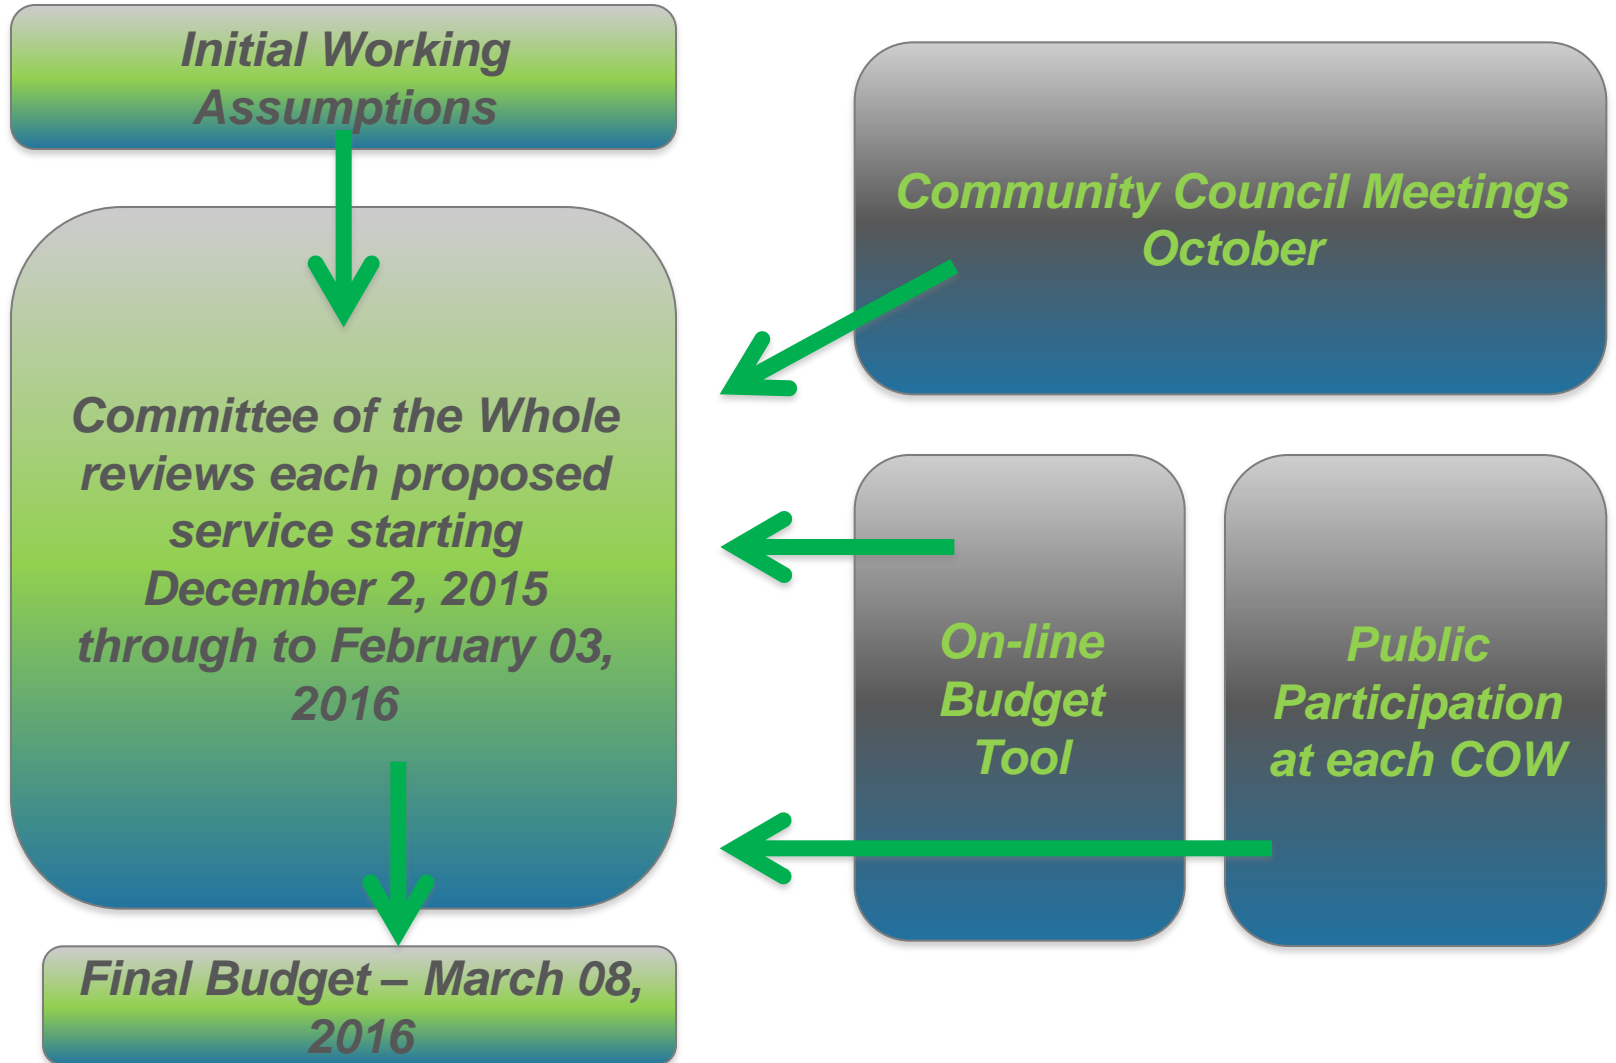 Initial Working
Assumptions
Committee of the Whole
reviews each proposed
service starting
December 2, 2015
through to February 03,
2016
Final Budget – March 08,
2016
Community Council Meetings
October
On-line
Budget
Tool
Public
Participation
at each COW